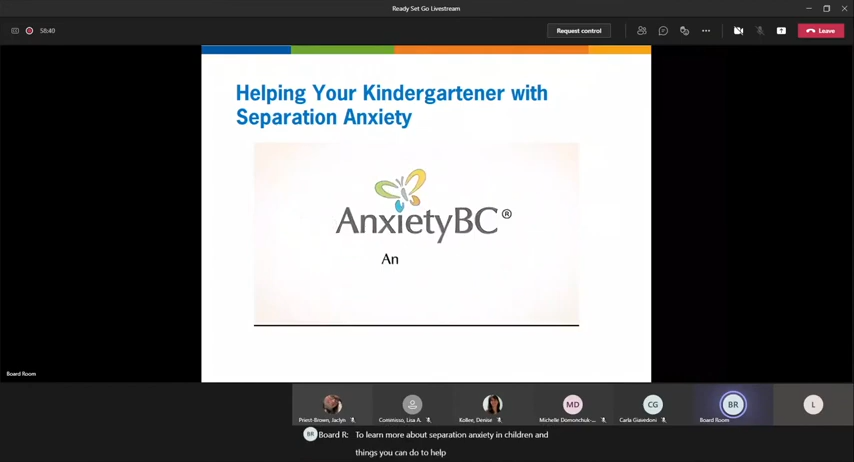 Ready Set Go Livestream
58:40
Request control
Leave
Helping Your Kindergartener with
Separation Anxiety
AnxietyBC®
An
Board Room
Priest-Brown, Jaclyn
Commisso, Lisa A.
Kollee, Denise
MD
Michelle Domonchuk-...
CG
Carla Giavedoni
BR
Board Room
L
BR
Board R: To learn more about separation anxiety in children and
things you can do to help